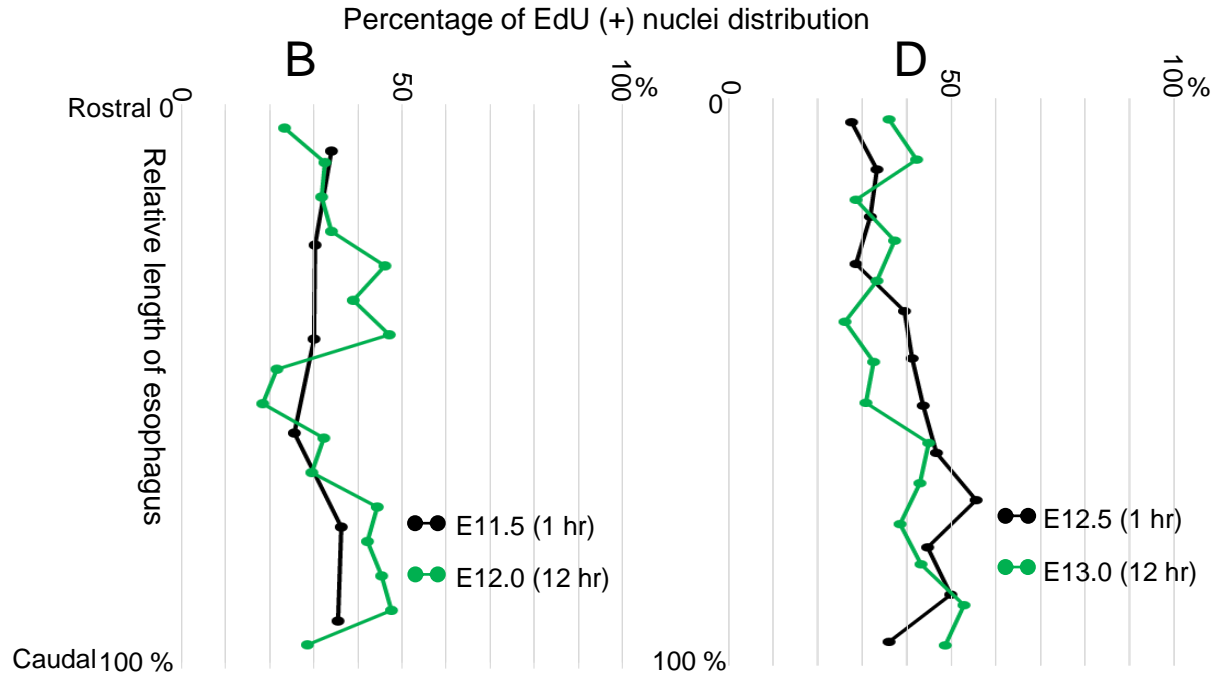 Percentage of EdU (+) nuclei distribution
B
D
0
50
100 %
0
50
100 %
Rostral 0
0
Relative length of esophagus
E11.5 (1 hr)
E12.0 (12 hr)
E12.5 (1 hr)
E13.0 (12 hr)
Caudal 100 %
100 %